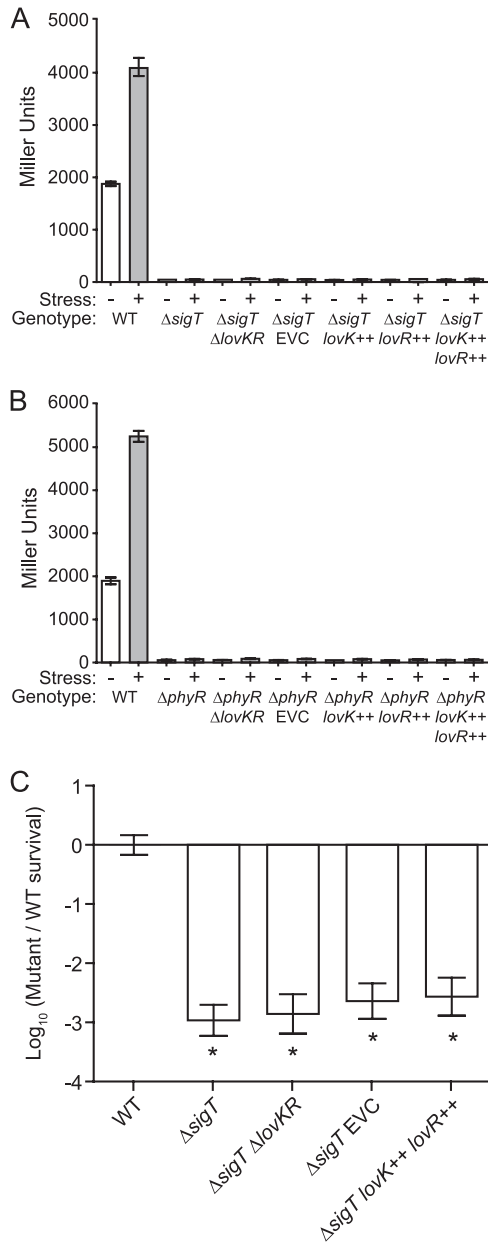 A
Miller Units
5000
4000
3000
2000
1000
0
Stress: - + - + - + - + - + - + - +
Genotype: WT ΔsigT ΔsigT ΔsigT ΔsigT ΔsigT ΔsigT
ΔlovKR EVC lovK++ lovR++ lovK++
lovR++
B
Miller Units
6000
5000
4000
3000
2000
1000
0
Stress: - + - + - + - + - + - + - +
Genotype: WT ΔphyR ΔphyR ΔphyR ΔphyR ΔphyR ΔphyR
ΔlovKR EVC lovK++ lovR++ lovK++
lovR++
C
Log10 (Mutant / WT survival)
1
0
-1
-2
-3
-4
* * * *
WT
ΔsigT
ΔsigT ΔlovKR
ΔsigT EVC
ΔsigT lovK++ lovR++